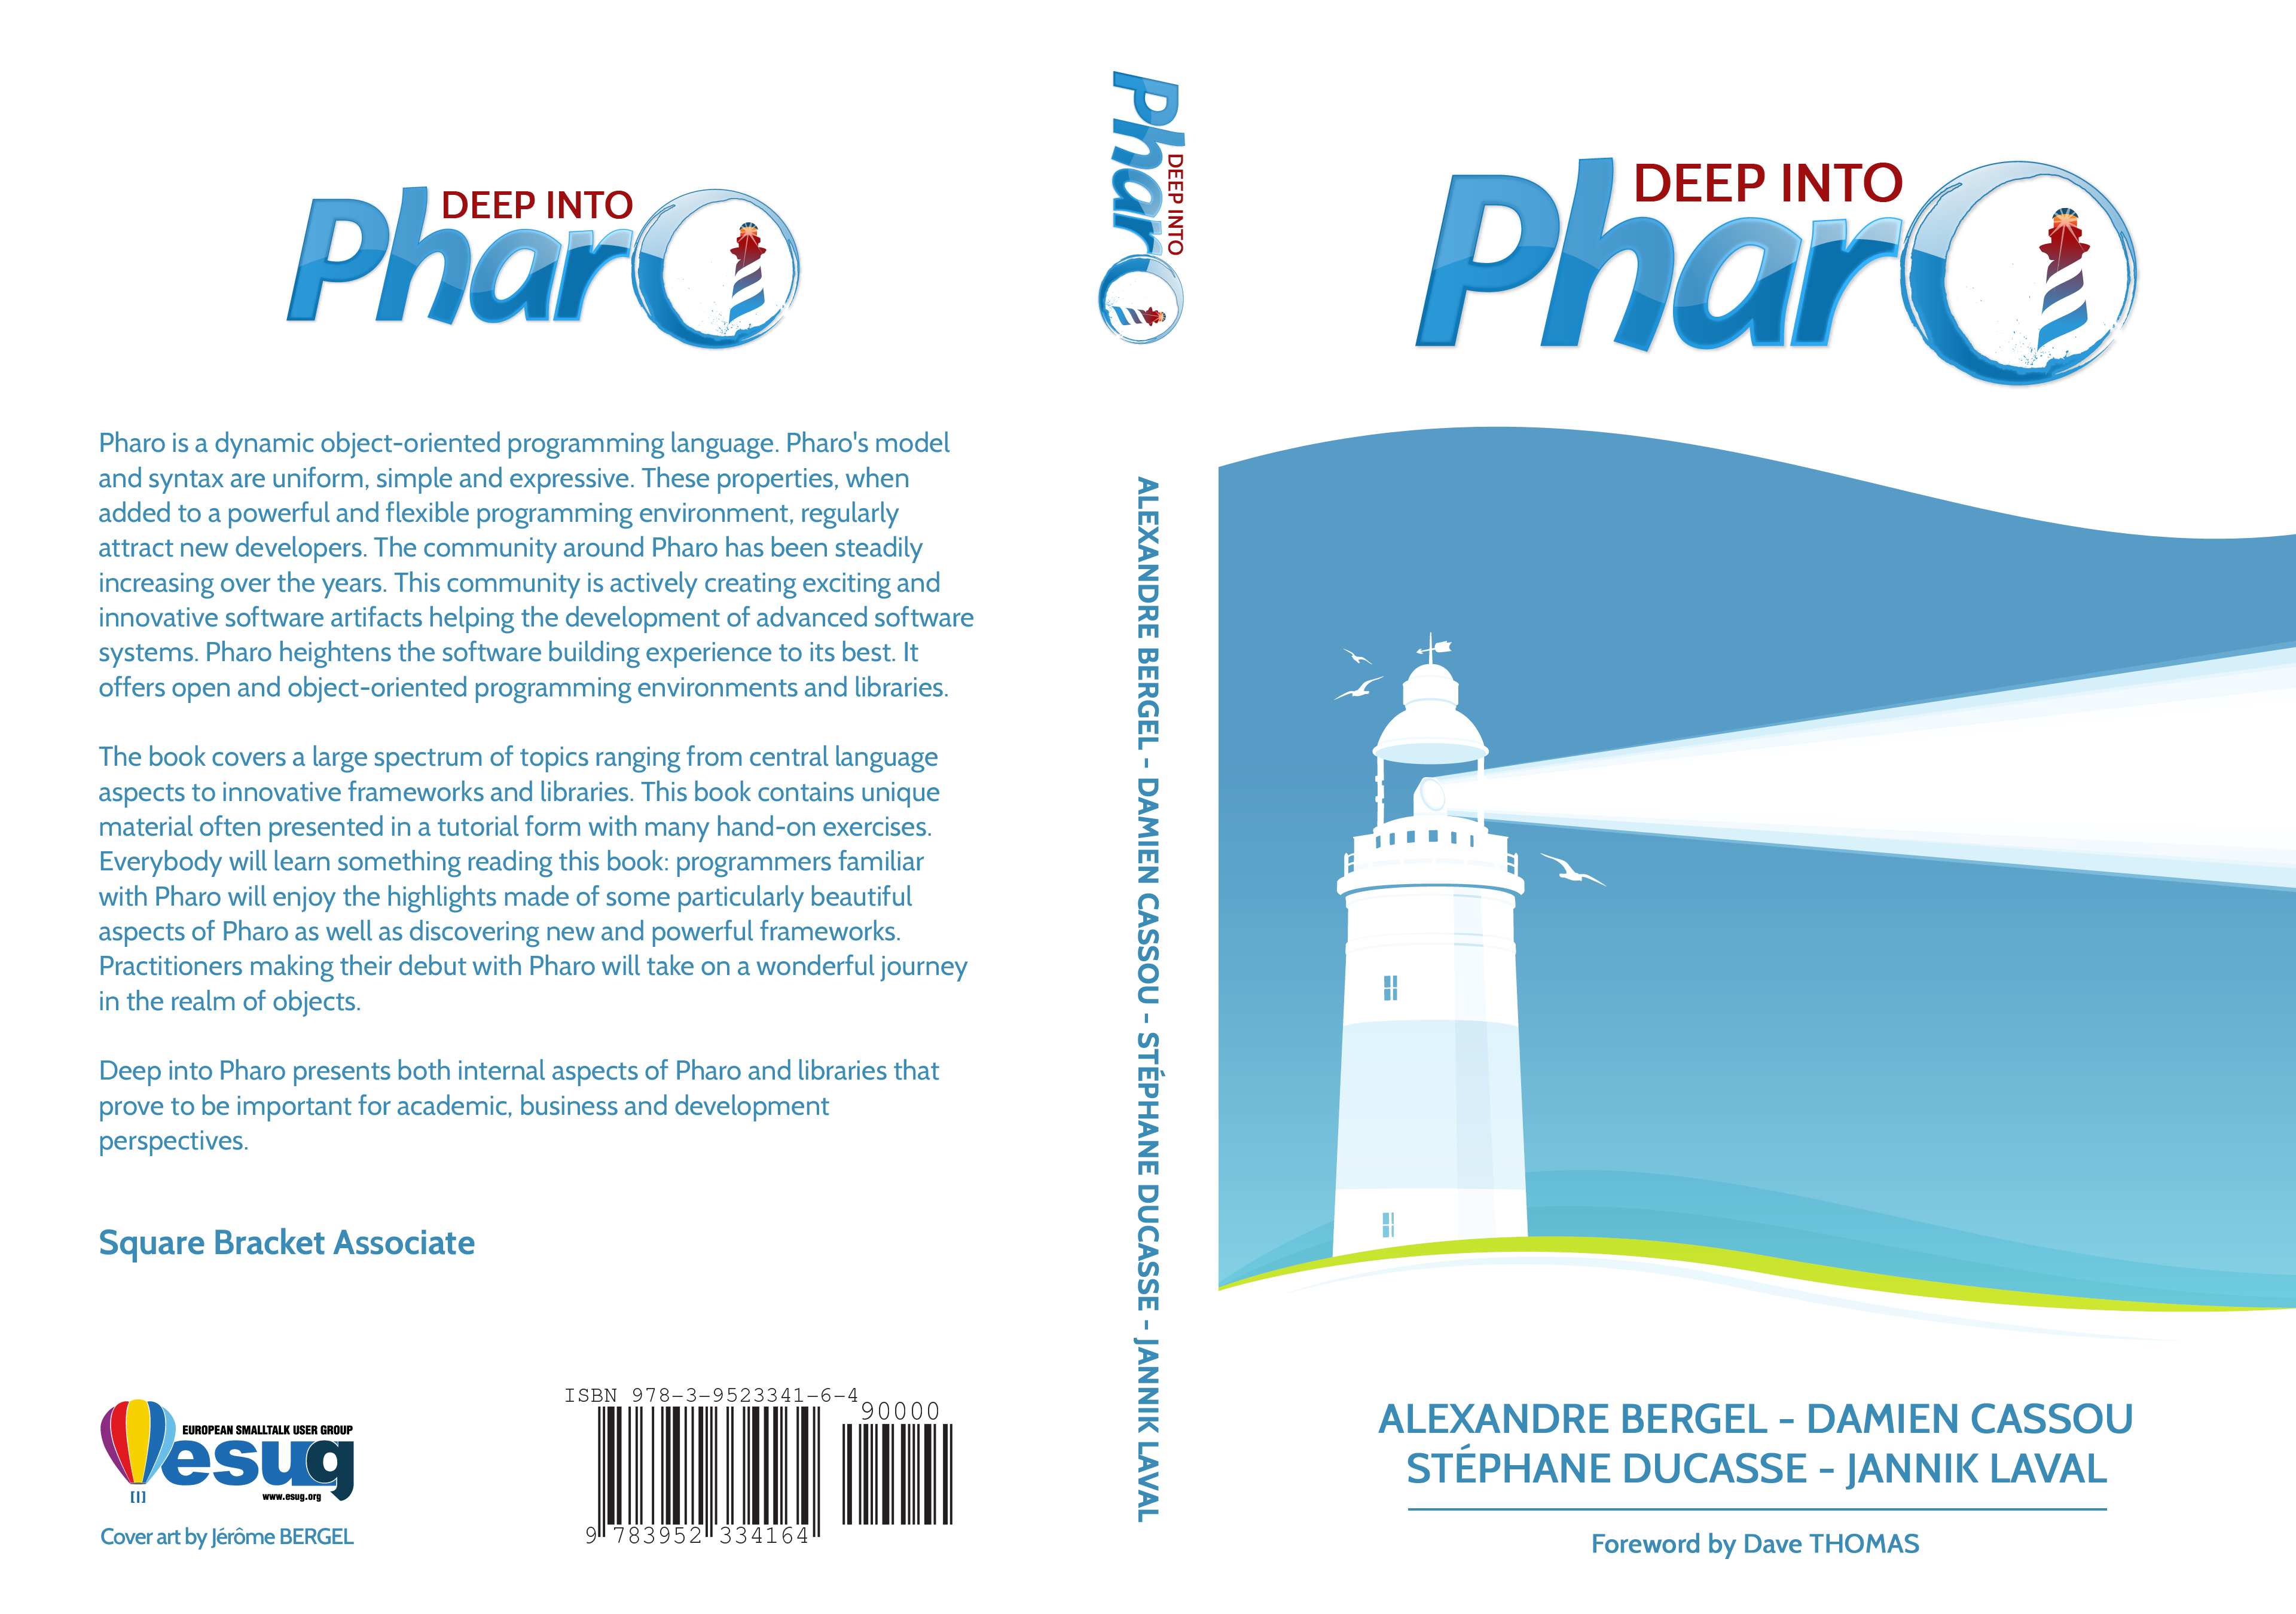 DEEP INTO
Pharo
Pharo is a dynamic object-oriented programming language. Pharo's model
and syntax are uniform, simple and expressive. These properties, when
added to a powerful and flexible programming environment, regularly
attract new developers. The community around Pharo has been steadily
increasing over the years. This community is actively creating exciting and
innovative software artifacts helping the development of advanced software
systems. Pharo heightens the software building experience to its best. It
offers open and object-oriented programming environments and libraries.
The book covers a large spectrum of topics ranging from central language
aspects to innovative frameworks and libraries. This book contains unique
material often presented in a tutorial form with many hand-on exercises.
Everybody will learn something reading this book: programmers familiar
with Pharo will enjoy the highlights made of some particularly beautiful
aspects of Pharo as well as discovering new and powerful frameworks.
Practitioners making their debut with Pharo will take on a wonderful journey
in the realm of objects.
Deep into Pharo presents both internal aspects of Pharo and libraries that
prove to be important for academic, business and development
perspectives.
Square Bracket Associate
EUROPEAN SMALLTALK USER GROUP
esug
www.esug.org
[|]
Cover art by Jérôme BERGEL
ISBN 978-3-9523341-6-4
90000
9 783952 334164
DEEP INTO
Pharo
ALEXANDRE BERGEL - DAMIEN CASSOU - STÉPHANE DUCASSE - JANNIK LAVAL
DEEP INTO
Pharo
ALEXANDRE BERGEL - DAMIEN CASSOU
STÉPHANE DUCASSE - JANNIK LAVAL
Foreword by Dave THOMAS